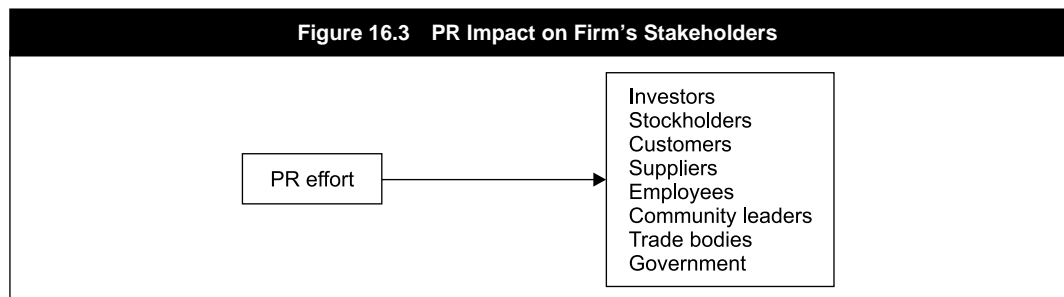 Figure 16.3 PR Impact on Firm's Stakeholders
PR effort
Investors
Stockholders
Customers
Suppliers
Employees
Community leaders
Trade bodies
Government